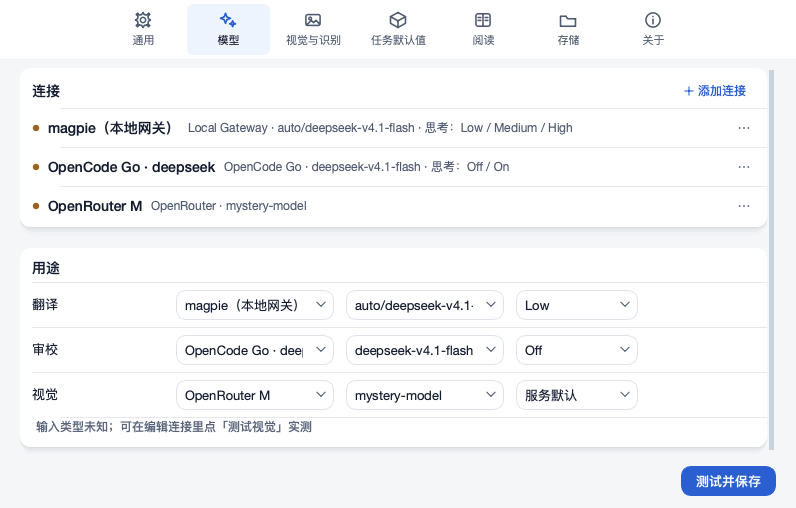 通用 模型 视觉与识别 任务默认值 阅读 存储 关于
连接 + 添加连接
magpie（本地网关） Local Gateway · auto/deepseek-v4.1-flash · 思考：Low / Medium / High ···
OpenCode Go · deepseek OpenCode Go · deepseek-v4.1-flash · 思考：Off / On ···
OpenRouter M OpenRouter · mystery-model ···
用途
翻译 magpie（本地网关） auto/deepseek-v4.1- Low
审校 OpenCode Go · deep deepseek-v4.1-flash Off
视觉 OpenRouter M mystery-model 服务默认
输入类型未知；可在编辑连接里点「测试视觉」实测
测试并保存